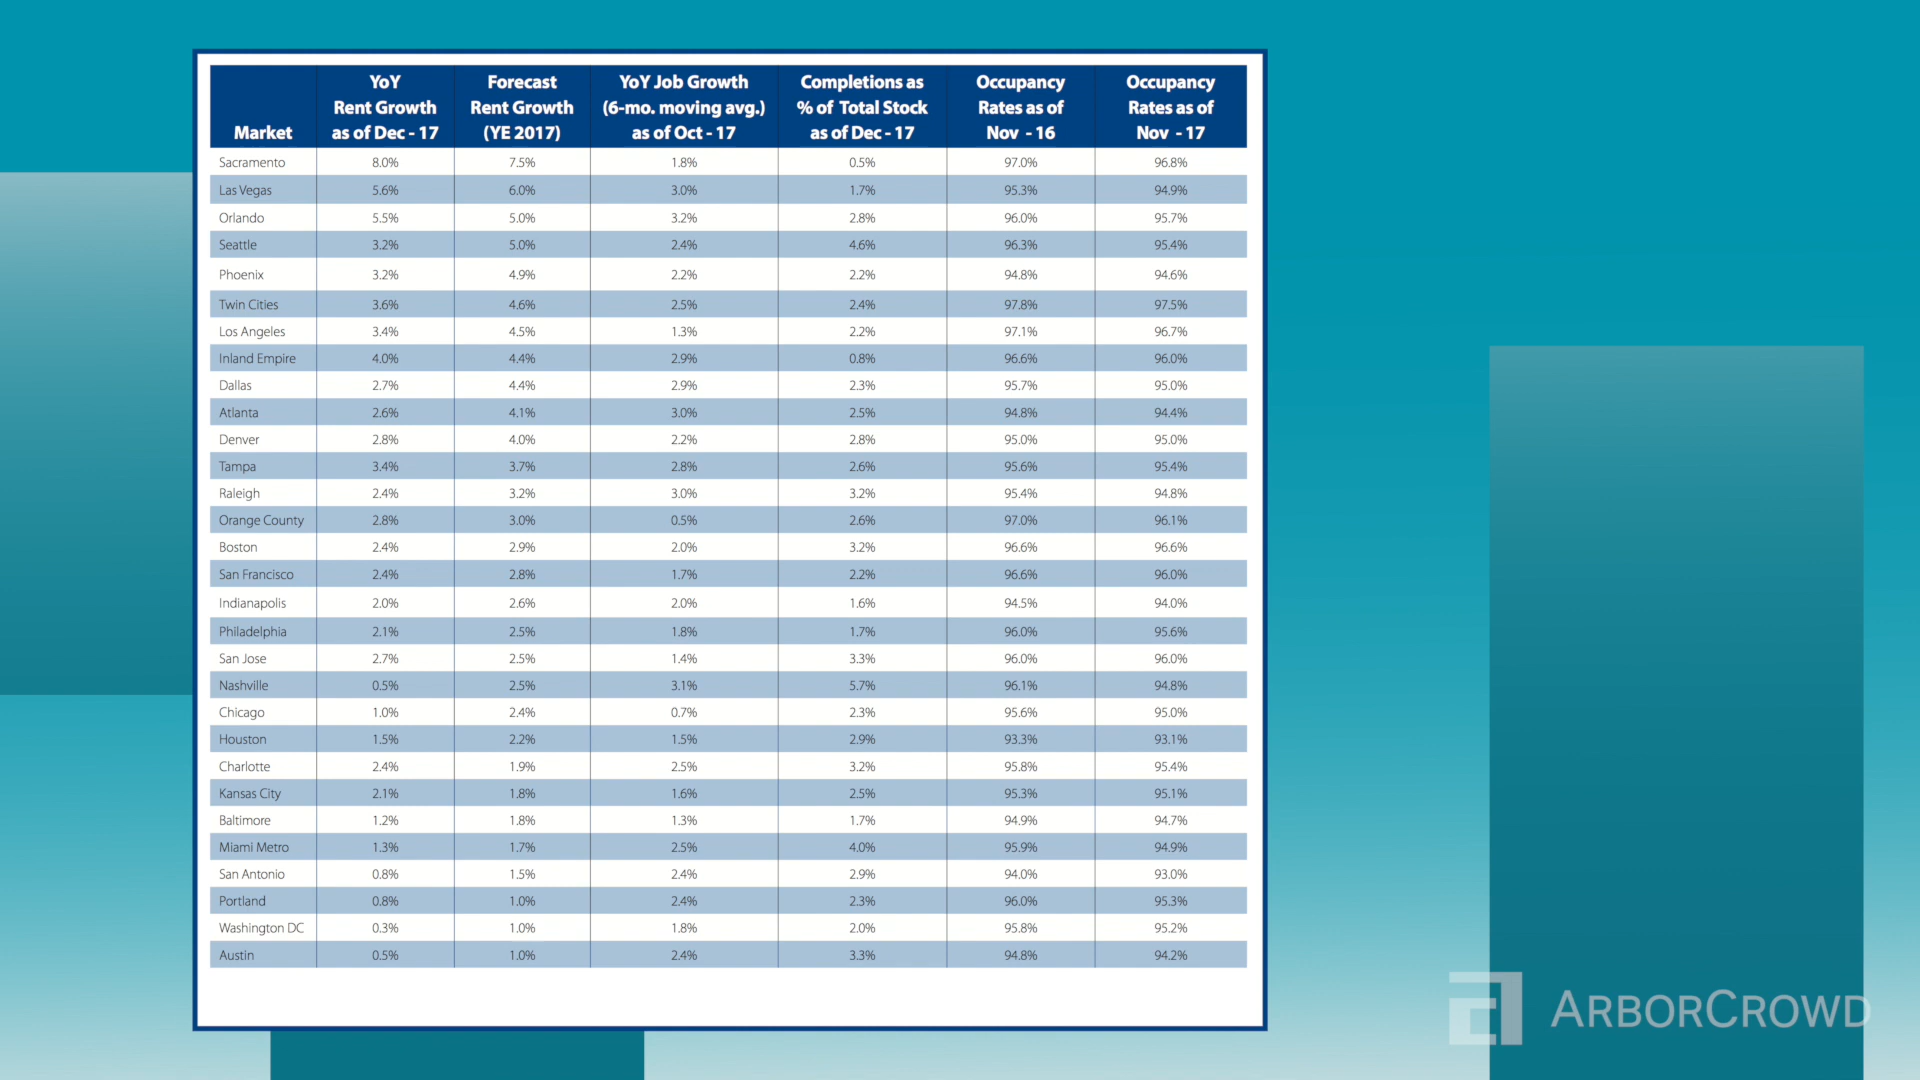 Market YoY Rent Growth as of Dec - 17 Forecast Rent Growth (YE 2017) YoY Job Growth (6-mo. moving avg.) as of Oct - 17 Completions as % of Total Stock as of Dec - 17 Occupancy Rates as of Nov - 16 Occupancy Rates as of Nov - 17
Sacramento 8.0% 7.5% 1.8% 0.5% 97.0% 96.8%
Las Vegas 5.6% 6.0% 3.0% 1.7% 95.3% 94.9%
Orlando 5.5% 5.0% 3.2% 2.8% 96.0% 95.7%
Seattle 3.2% 5.0% 2.4% 4.6% 96.3% 95.4%
Phoenix 3.2% 4.9% 2.2% 2.2% 94.8% 94.6%
Twin Cities 3.6% 4.6% 2.5% 2.4% 97.8% 97.5%
Los Angeles 3.4% 4.5% 1.3% 2.2% 97.1% 96.7%
Inland Empire 4.0% 4.4% 2.9% 0.8% 96.6% 96.0%
Dallas 2.7% 4.4% 2.9% 2.3% 95.7% 95.0%
Atlanta 2.6% 4.1% 3.0% 2.5% 94.8% 94.4%
Denver 2.8% 4.0% 2.2% 2.8% 95.0% 95.0%
Tampa 3.4% 3.7% 2.8% 2.6% 95.6% 95.4%
Raleigh 2.4% 3.2% 3.0% 3.2% 95.4% 94.8%
Orange County 2.8% 3.0% 0.5% 2.6% 97.0% 96.1%
Boston 2.4% 2.9% 2.0% 3.2% 96.6% 96.6%
San Francisco 2.4% 2.8% 1.7% 2.2% 96.6% 96.0%
Indianapolis 2.0% 2.6% 2.0% 1.6% 94.5% 94.0%
Philadelphia 2.1% 2.5% 1.8% 1.7% 96.0% 95.6%
San Jose 2.7% 2.5% 1.4% 3.3% 96.0% 96.0%
Nashville 0.5% 2.5% 3.1% 5.7% 96.1% 94.8%
Chicago 1.0% 2.4% 0.7% 2.3% 95.6% 95.0%
Houston 1.5% 2.2% 1.5% 2.9% 93.3% 93.1%
Charlotte 2.4% 1.9% 2.5% 3.2% 95.8% 95.4%
Kansas City 2.1% 1.8% 1.6% 2.5% 95.3% 95.1%
Baltimore 1.2% 1.8% 1.3% 1.7% 94.9% 94.7%
Miami Metro 1.3% 1.7% 2.5% 4.0% 95.9% 94.9%
San Antonio 0.8% 1.5% 2.4% 2.9% 94.0% 93.0%
Portland 0.8% 1.0% 2.4% 2.3% 96.0% 95.3%
Washington DC 0.3% 1.0% 1.8% 2.0% 95.8% 95.2%
Austin 0.5% 1.0% 2.4% 3.3% 94.8% 94.2%
ARBORCROWD